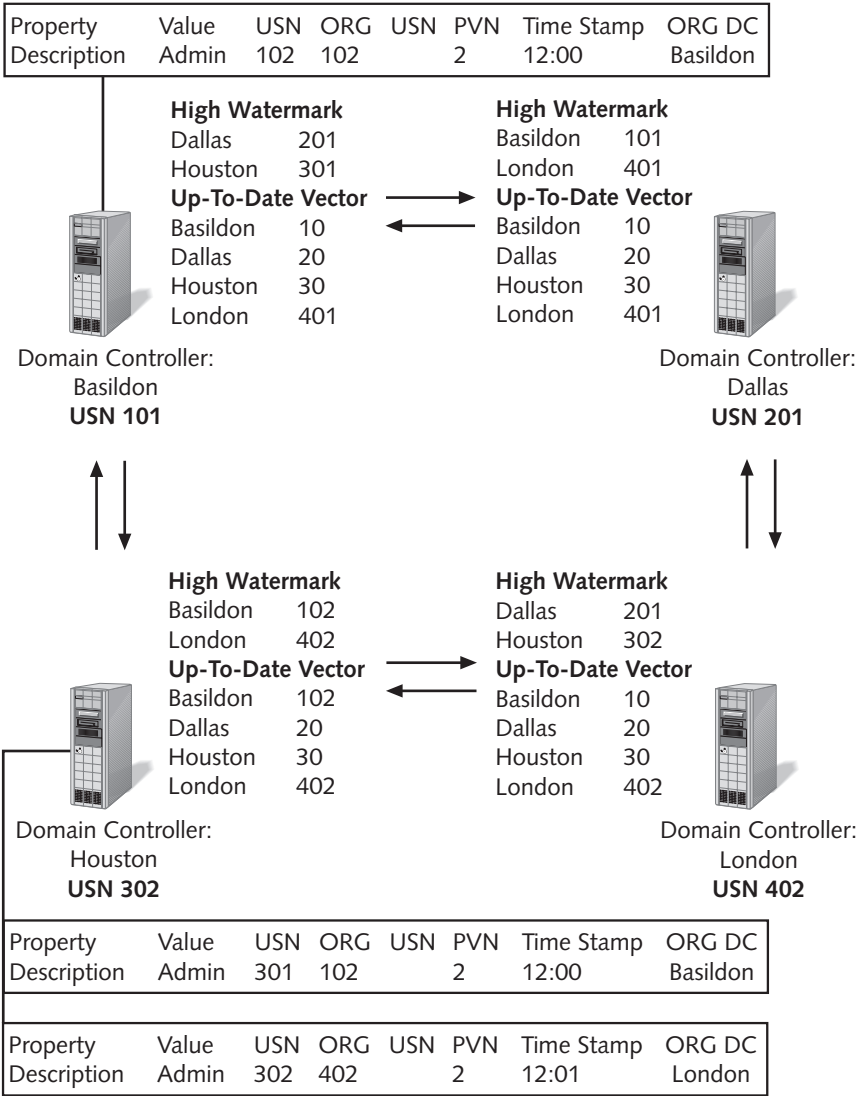 Property Value USN ORG USN PVN Time Stamp ORG DC
Description Admin 102 102 2 12:00 Basildon
High Watermark
Dallas 201
Houston 301
Up-To-Date Vector
Basildon 10
Dallas 20
Houston 30
London 401
High Watermark
Basildon 101
London 401
Up-To-Date Vector
Basildon 10
Dallas 20
Houston 30
London 401
Domain Controller:
Basildon
USN 101
Domain Controller:
Dallas
USN 201
High Watermark
Basildon 102
London 402
Up-To-Date Vector
Basildon 102
Dallas 20
Houston 30
London 402
High Watermark
Dallas 201
Houston 302
Up-To-Date Vector
Basildon 10
Dallas 20
Houston 30
London 402
Domain Controller:
Houston
USN 302
Domain Controller:
London
USN 402
Property Value USN ORG USN PVN Time Stamp ORG DC
Description Admin 301 102 2 12:00 Basildon
Property Value USN ORG USN PVN Time Stamp ORG DC
Description Admin 302 402 2 12:01 London